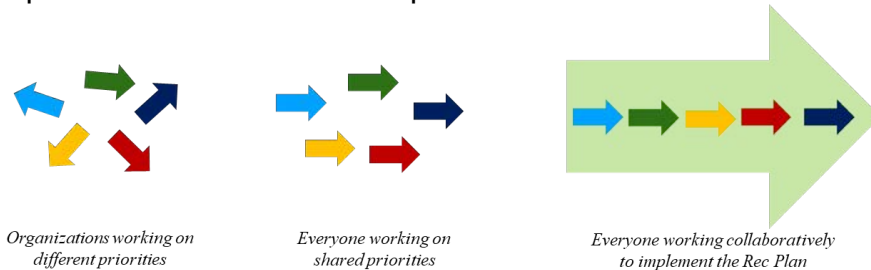 Organizations working on
different priorities
Everyone working on
shared priorities
Everyone working collaboratively
to implement the Rec Plan